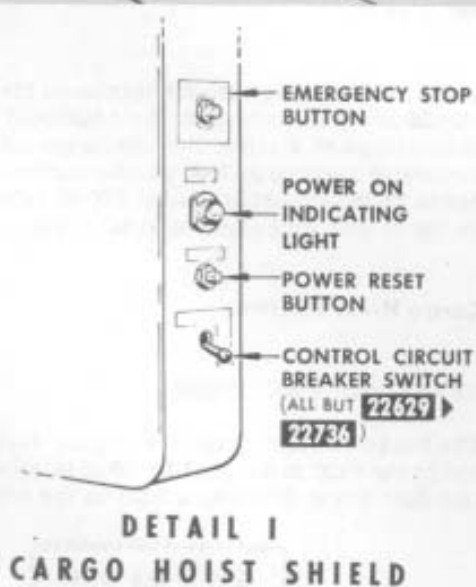 EMERGENCY STOP
BUTTON
POWER ON
INDICATING
LIGHT
POWER RESET
BUTTON
CONTROL CIRCUIT
BREAKER SWITCH
(ALL BUT 22629 ▶
22736)
DETAIL I
CARGO HOIST SHIELD